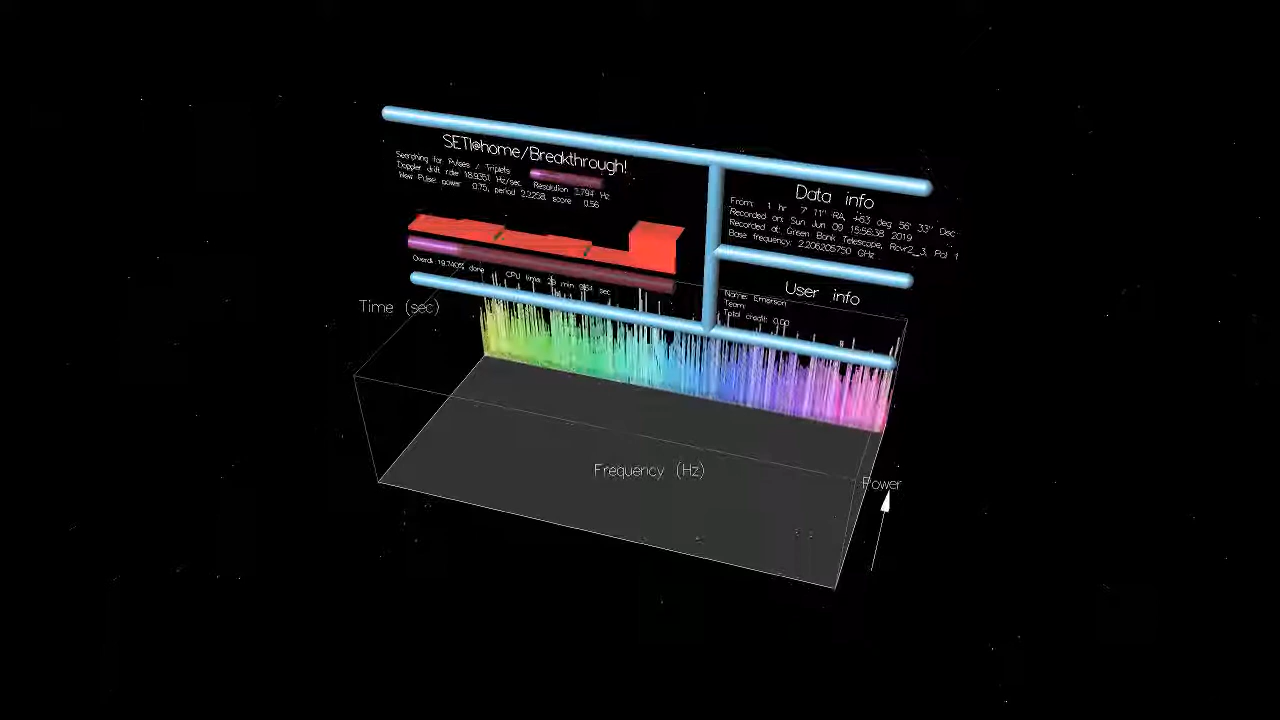 SETI@home/Breakthrough!
Searching for Pulses / Triplets
Doppler drift rate 18.9351 Hz/sec Resolution 3.794 Hz
New Pulse power 0.75, period 2.2258, score 0.56
Overall 19.740% done CPU time: 29 min sec
Data info
From: 1 hr 7' 11" RA, +63 deg 56' 33" Dec
Recorded on: Sun Jun 09 15:56:38 2019
Recorded at: Green Bank Telescope, Rcvr2_3, Pol 1
Base frequency: 2.206205750 GHz
User info
Name: Emerson
Team:
Total credit: 0.00
Time (sec)
Frequency (Hz)
Power